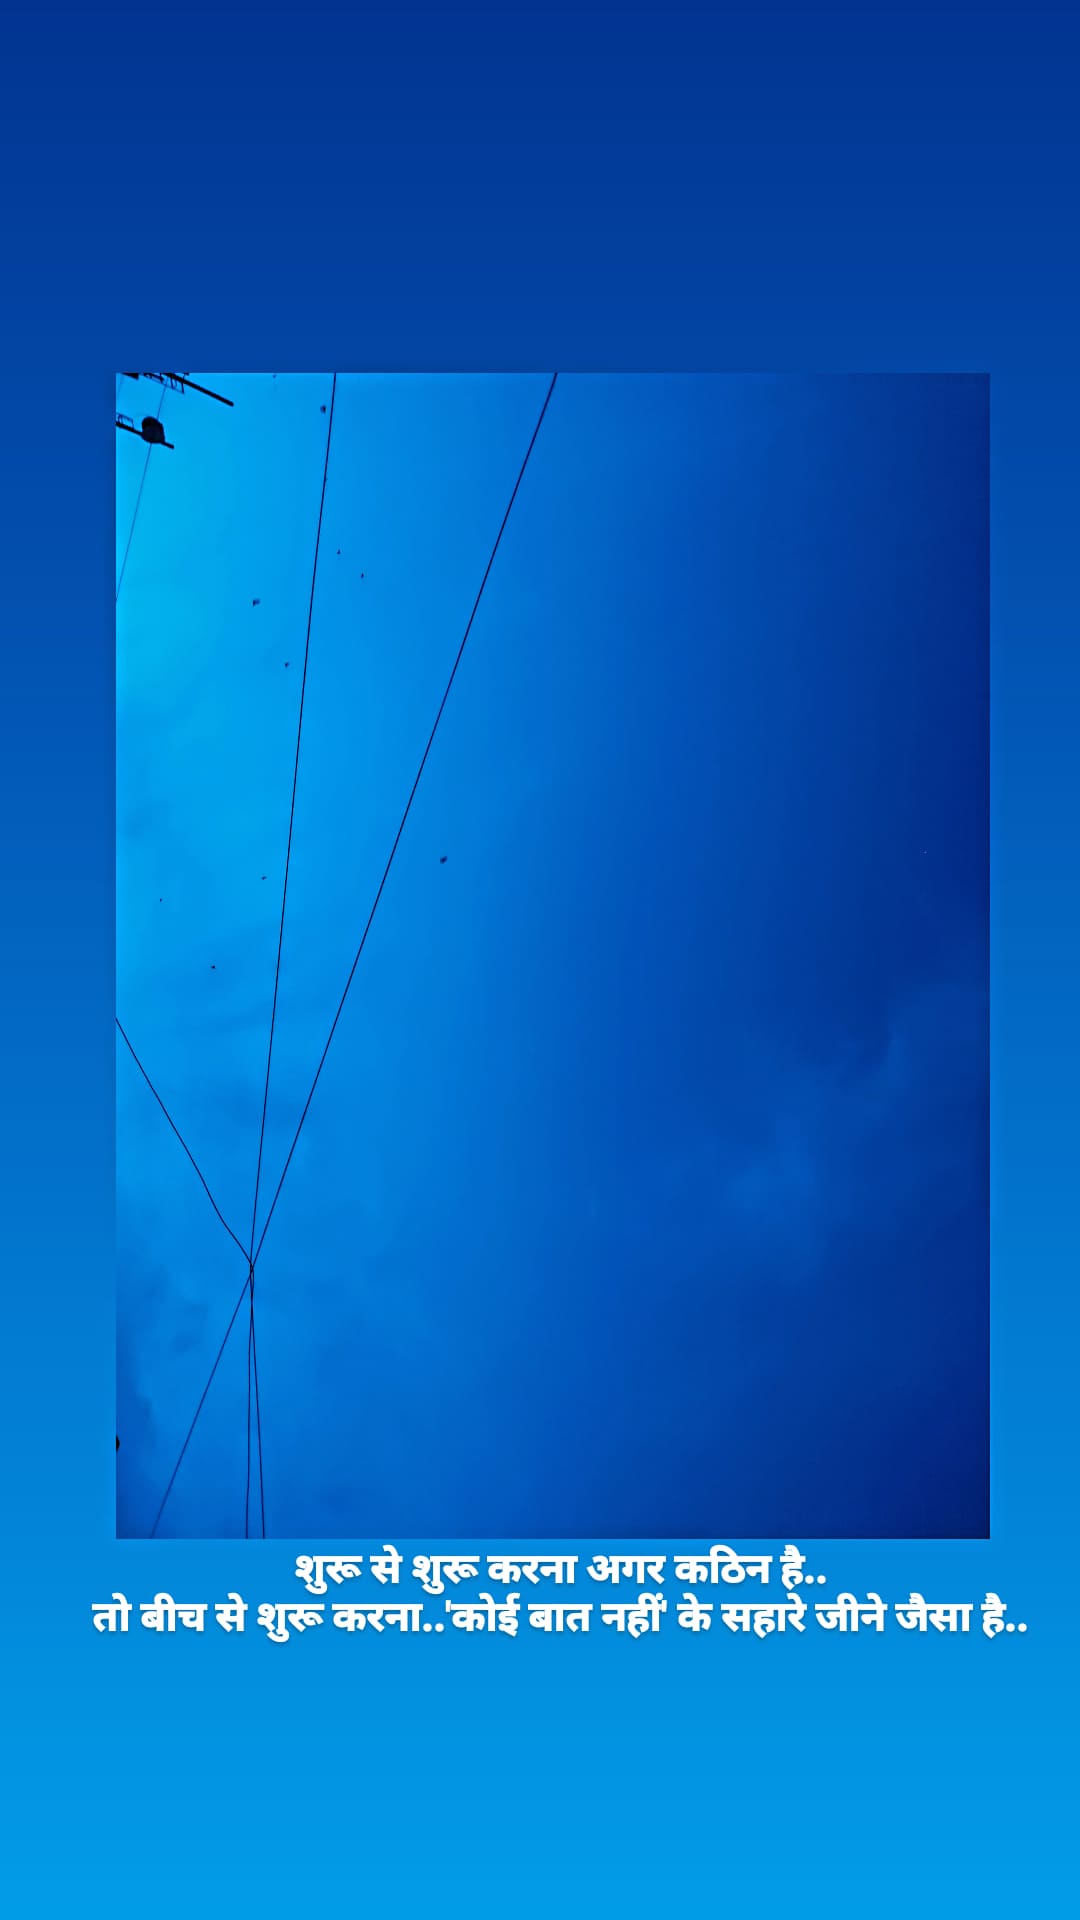 शुरू से शुरू करना अगर कठिन है..
तो बीच से शुरू करना..'कोई बात नहीं' के सहारे जीने जैसा है..